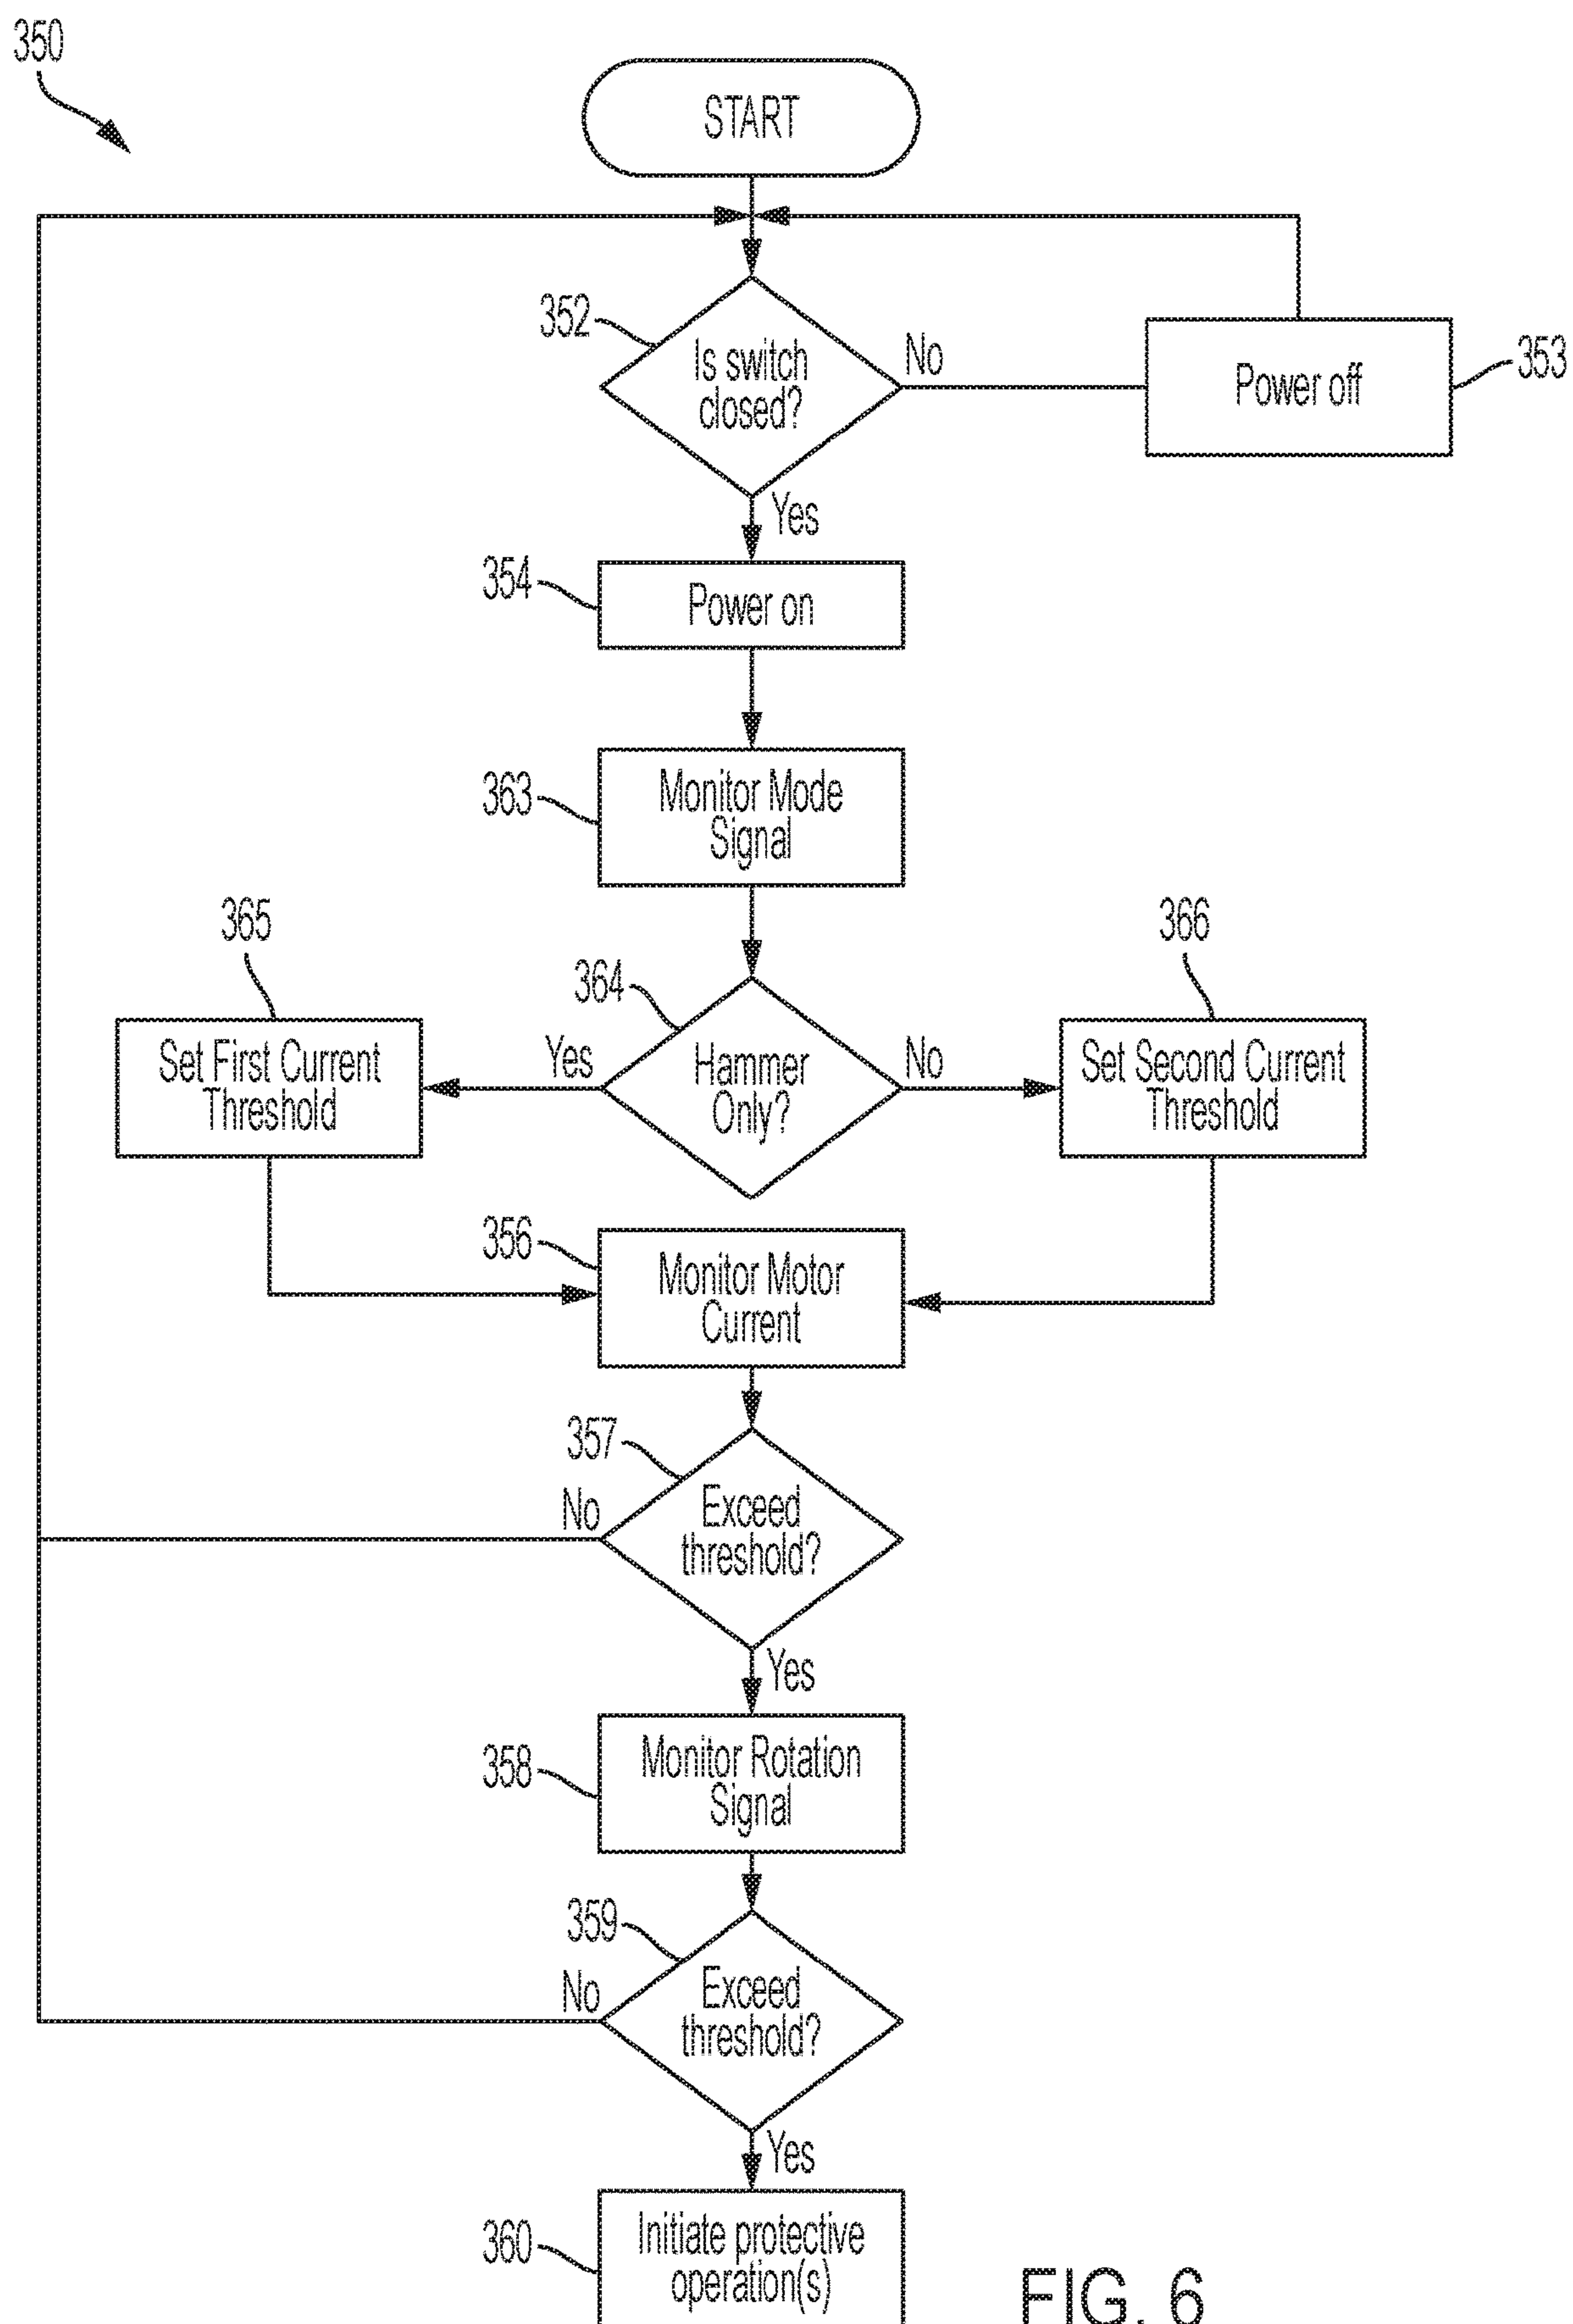 350
START
352
Is switch
closed?
No
Power off
353
Yes
354
Power on
363
Monitor Mode
Signal
365
366
364
Set First Current
Threshold
Yes
Hammer
Only?
No
Set Second Current
Threshold
356
Monitor Motor
Current
357
No
Exceed
threshold?
Yes
358
Monitor Rotation
Signal
359
No
Exceed
threshold?
Yes
360
Initiate protective
operation(s)
FIG. 6